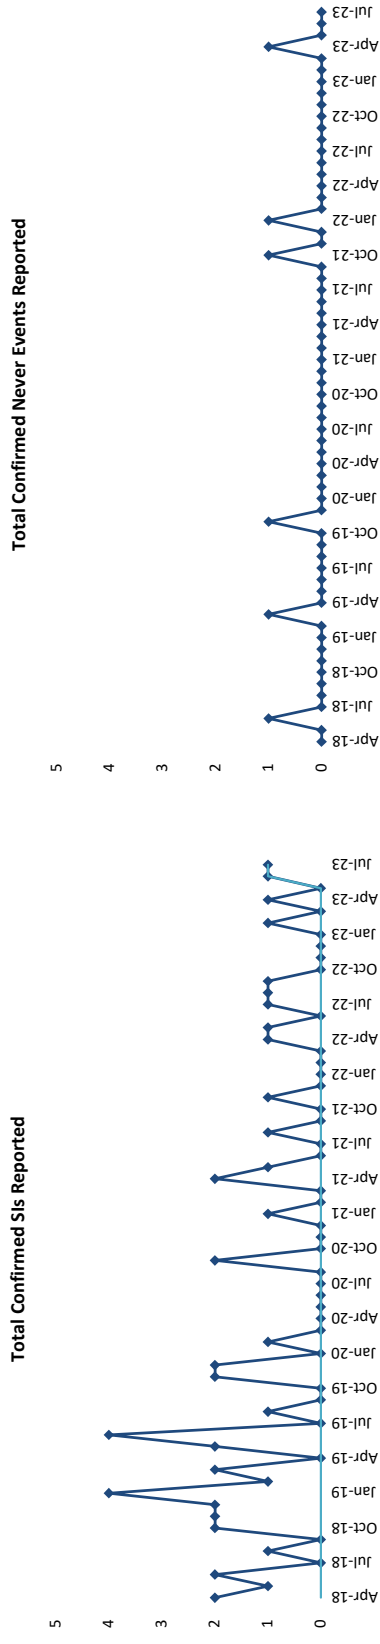 Total Confirmed SIs Reported
5
4
3
2
1
0
Apr-18
Jul-18
Oct-18
Jan-19
Apr-19
Jul-19
Oct-19
Jan-20
Apr-20
Jul-20
Oct-20
Jan-21
Apr-21
Jul-21
Oct-21
Jan-22
Apr-22
Jul-22
Oct-22
Jan-23
Apr-23
Jul-23
Total Confirmed Never Events Reported
5
4
3
2
1
0
Apr-18
Jul-18
Oct-18
Jan-19
Apr-19
Jul-19
Oct-19
Jan-20
Apr-20
Jul-20
Oct-20
Jan-21
Apr-21
Jul-21
Oct-21
Jan-22
Apr-22
Jul-22
Oct-22
Jan-23
Apr-23
Jul-23